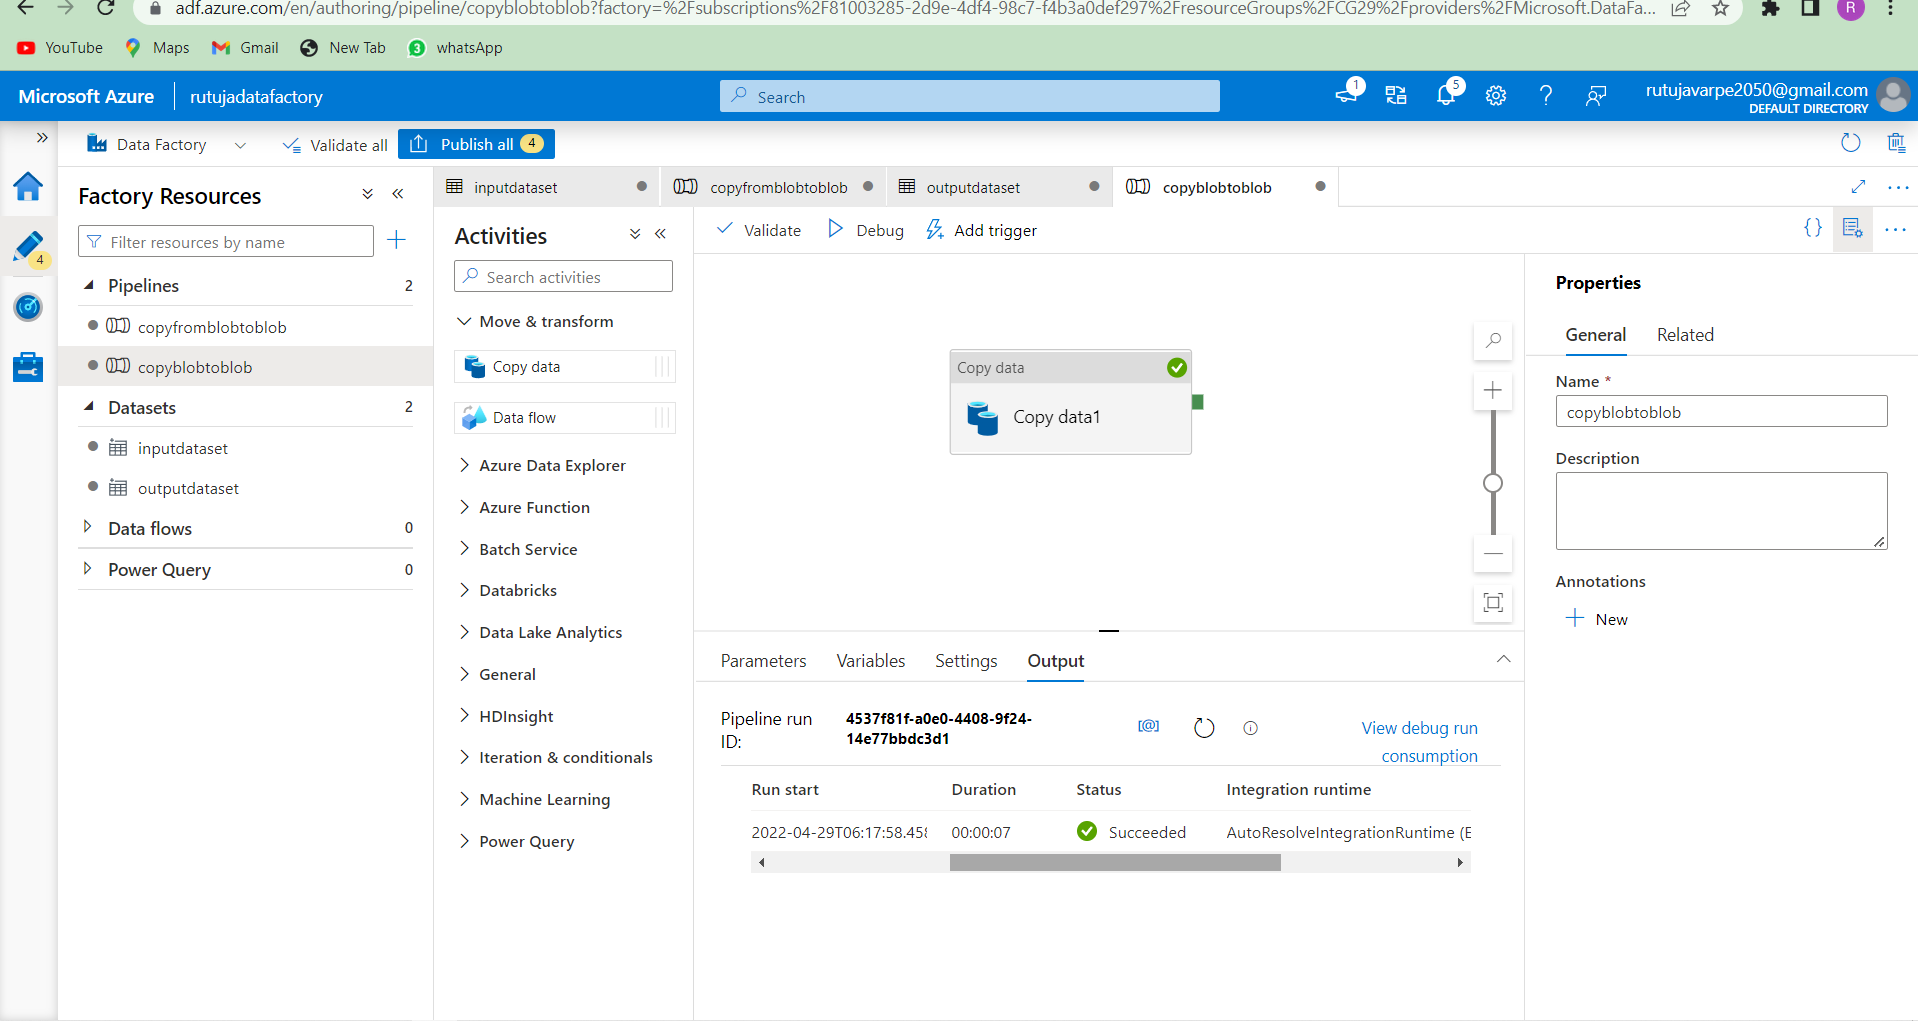 adf.azure.com/en/authoring/pipeline/copyblobtoblob?factory=%2Fsubscriptions%2F81003285-2d9e-4df4-98c7-f4b3a0def297%2FresourceGroups%2FCG29%2Fproviders%2FMicrosoft.DataFa...
R
YouTube Maps Gmail New Tab 3 whatsApp
Microsoft Azure rutujadatafactory Search 1 5 rutujavarpe2050@gmail.com
DEFAULT DIRECTORY
Data Factory Validate all Publish all 4
Factory Resources
Filter resources by name
4
Pipelines 2
copyfromblobtoblob
copyblobtoblob
Datasets 2
inputdataset
outputdataset
Data flows 0
Power Query 0
inputdataset copyfromblobtoblob outputdataset copyblobtoblob
Activities
Search activities
Move & transform
Copy data
Data flow
Azure Data Explorer
Azure Function
Batch Service
Databricks
Data Lake Analytics
General
HDInsight
Iteration & conditionals
Machine Learning
Power Query
Validate Debug Add trigger
{}
Copy data
Copy data1
Parameters Variables Settings Output
Pipeline run ID: 4537f81f-a0e0-4408-9f24-14e77bbdc3d1
[@]
View debug run consumption
Run start Duration Status Integration runtime
2022-04-29T06:17:58.458 00:00:07 Succeeded AutoResolveIntegrationRuntime (E
Properties
General Related
Name *
copyblobtoblob
Description
Annotations
New